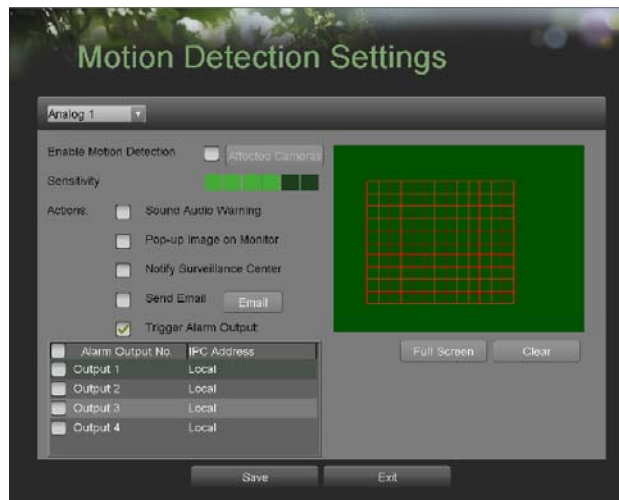 Motion Detection Settings
Analog 1
Enable Motion Detection Affected Cameras
Sensitivity
Actions: Sound Audio Warning
Pop-up Image on Monitor
Notify Surveillance Center
Send Email Email
Trigger Alarm Output
Alarm Output No. IPC Address
Output 1 Local
Output 2 Local
Output 3 Local
Output 4 Local
Full Screen Clear
Save Exit